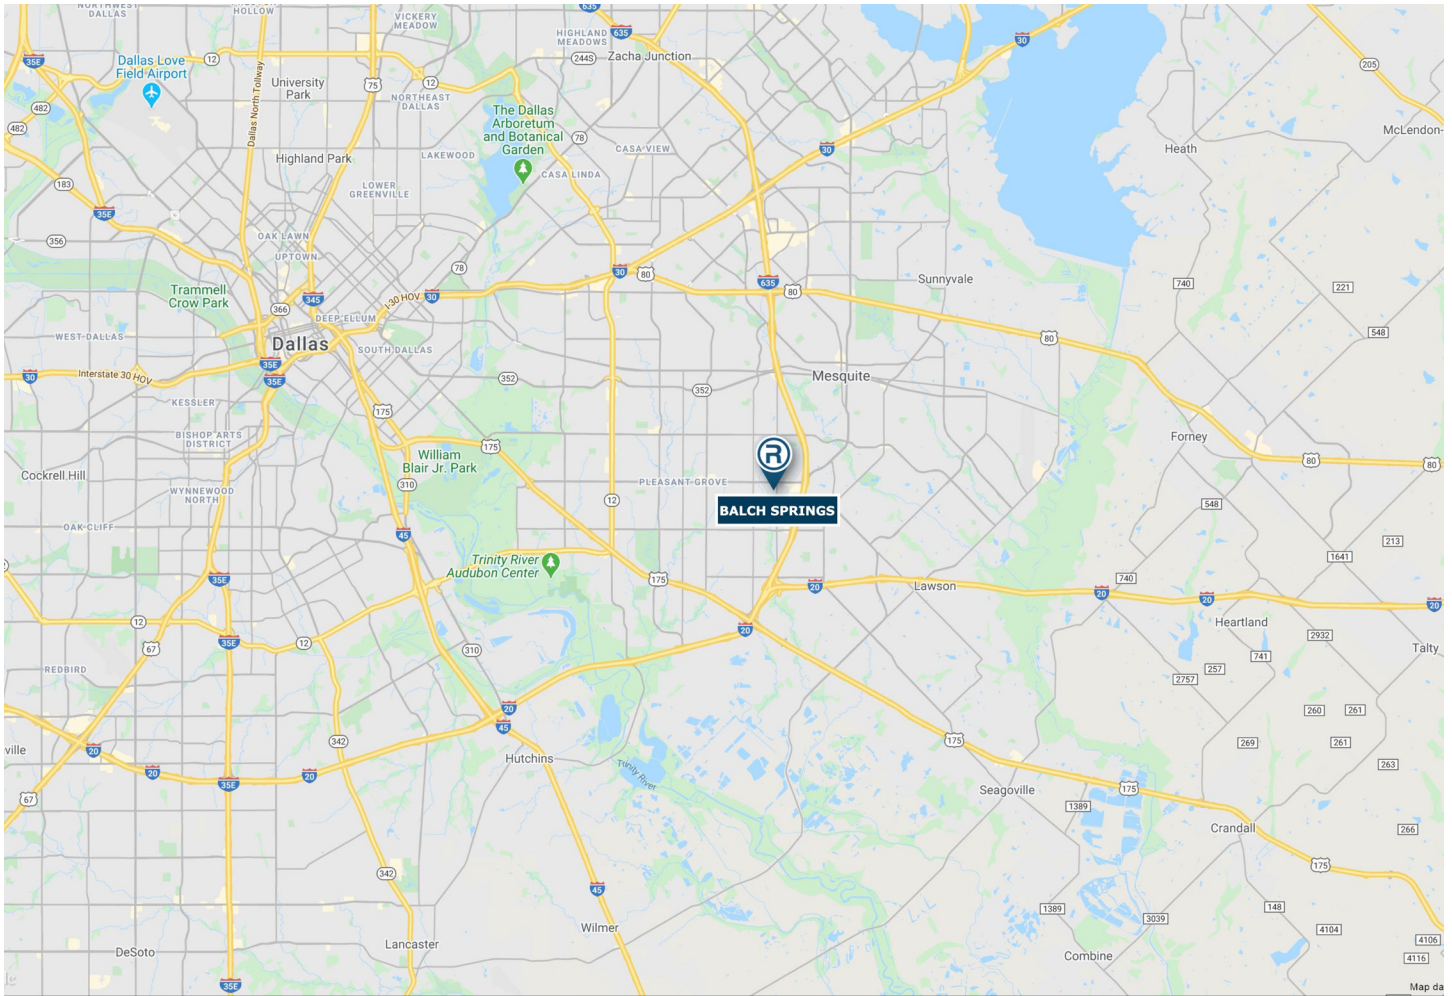 NORTHWEST
DALLAS
HOLLOW
VICKERY
MEADOW
HIGHLAND
MEADOWS
635
635
30
35E
12
Dallas Love
Field Airport
University
Park
Dallas North Tollway
75
12
NORTHEAST
DALLAS
244S
Zacha Junction
205
482
482
The Dallas
Arboretum
and Botanical
Garden
78
CASA VIEW
30
McLendon-
Heath
Highland Park
LAKEWOOD
CASA LINDA
183
LOWER
GREENVILLE
35E
356
OAK LAWN
UPTOWN
78
30
80
635
80
Sunnyvale
740
221
Trammell
Crow Park
366
345
I-30 HOV
30
DEEP ELLUM
548
WEST DALLAS
Dallas
SOUTH DALLAS
80
35E
30
Interstate 30 HOV
35E
352
352
Mesquite
KESSLER
175
BISHOP ARTS
DISTRICT
175
Forney
80
80
R
William
Blair Jr. Park
Cockrell Hill
310
PLEASANT GROVE
WYNNEWOOD
NORTH
12
BALCH SPRINGS
548
OAK CLIFF
45
213
1641
Trinity River
Audubon Center
175
35E
20
Lawson
740
20
20
20
12
20
Heartland
2932
67
35E
12
310
741
Talty
REDBIRD
257
2757
20
45
260
261
ville
20
342
175
269
261
20
35E
20
Hutchins
Trinity River
263
67
Seagoville
175
1389
Crandall
266
175
342
45
1389
148
3039
Wilmer
4104
4106
DeSoto
Lancaster
Combine
4116
35E
Map da